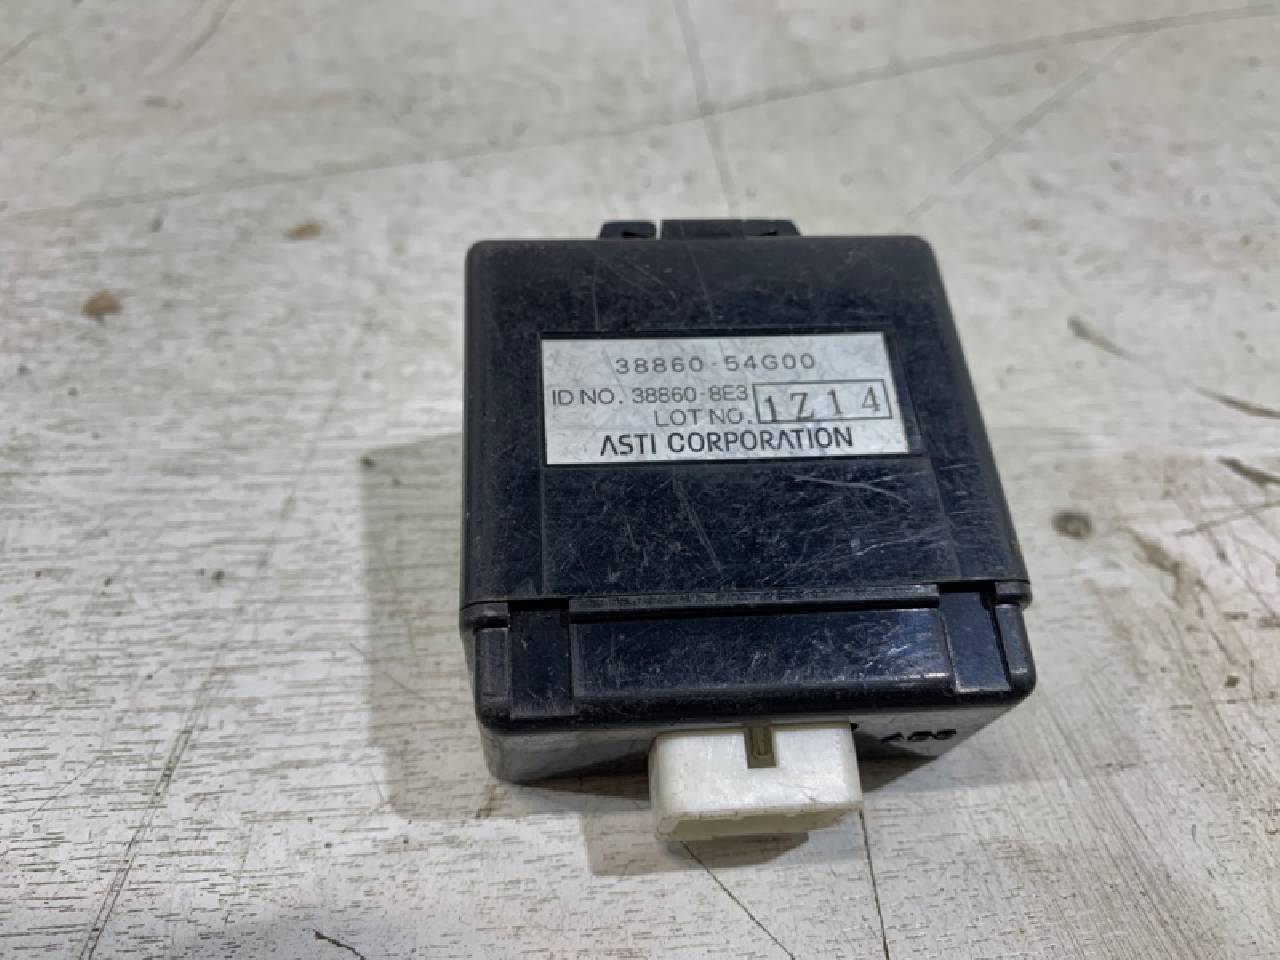 38860-54G00
ID NO. 38860-8E3
LOT NO. 1Z14
ASTI CORPORATION